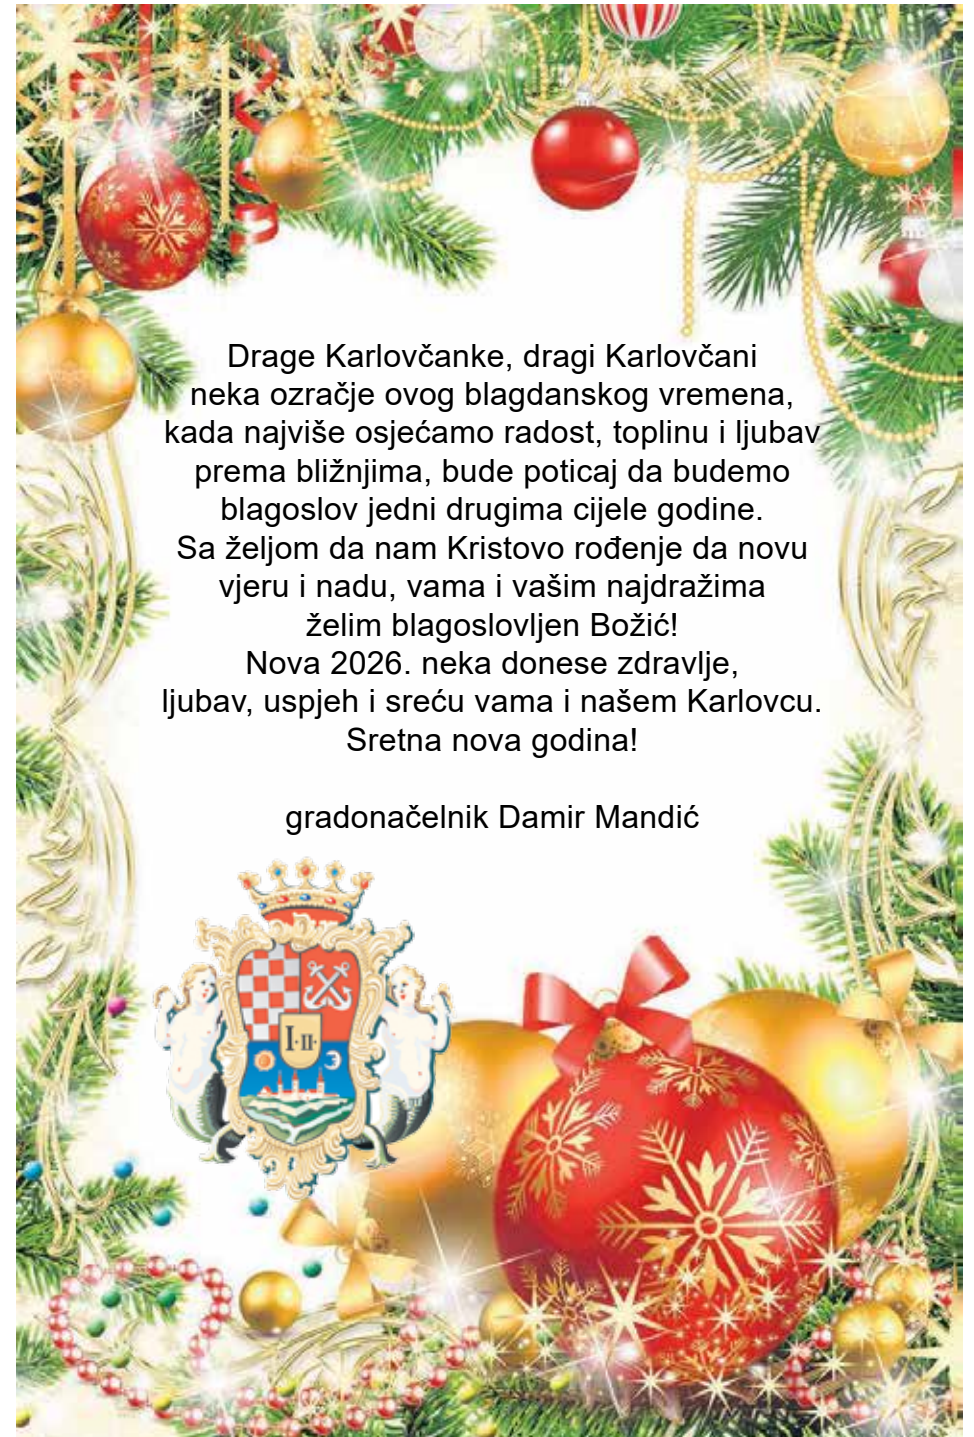 Drage Karlovčanke, dragi Karlovčani
neka ozračje ovog blagdanskog vremena,
kada najviše osjećamo radost, toplinu i ljubav
prema bližnjima, bude poticaj da budemo
blagoslov jedni drugima cijele godine.
Sa željom da nam Kristovo rođenje da novu
vjeru i nadu, vama i vašim najdražima
želim blagoslovljen Božić!
Nova 2026. neka donese zdravlje,
ljubav, uspjeh i sreću vama i našem Karlovcu.
Sretna nova godina!
gradonačelnik Damir Mandić
I·II·